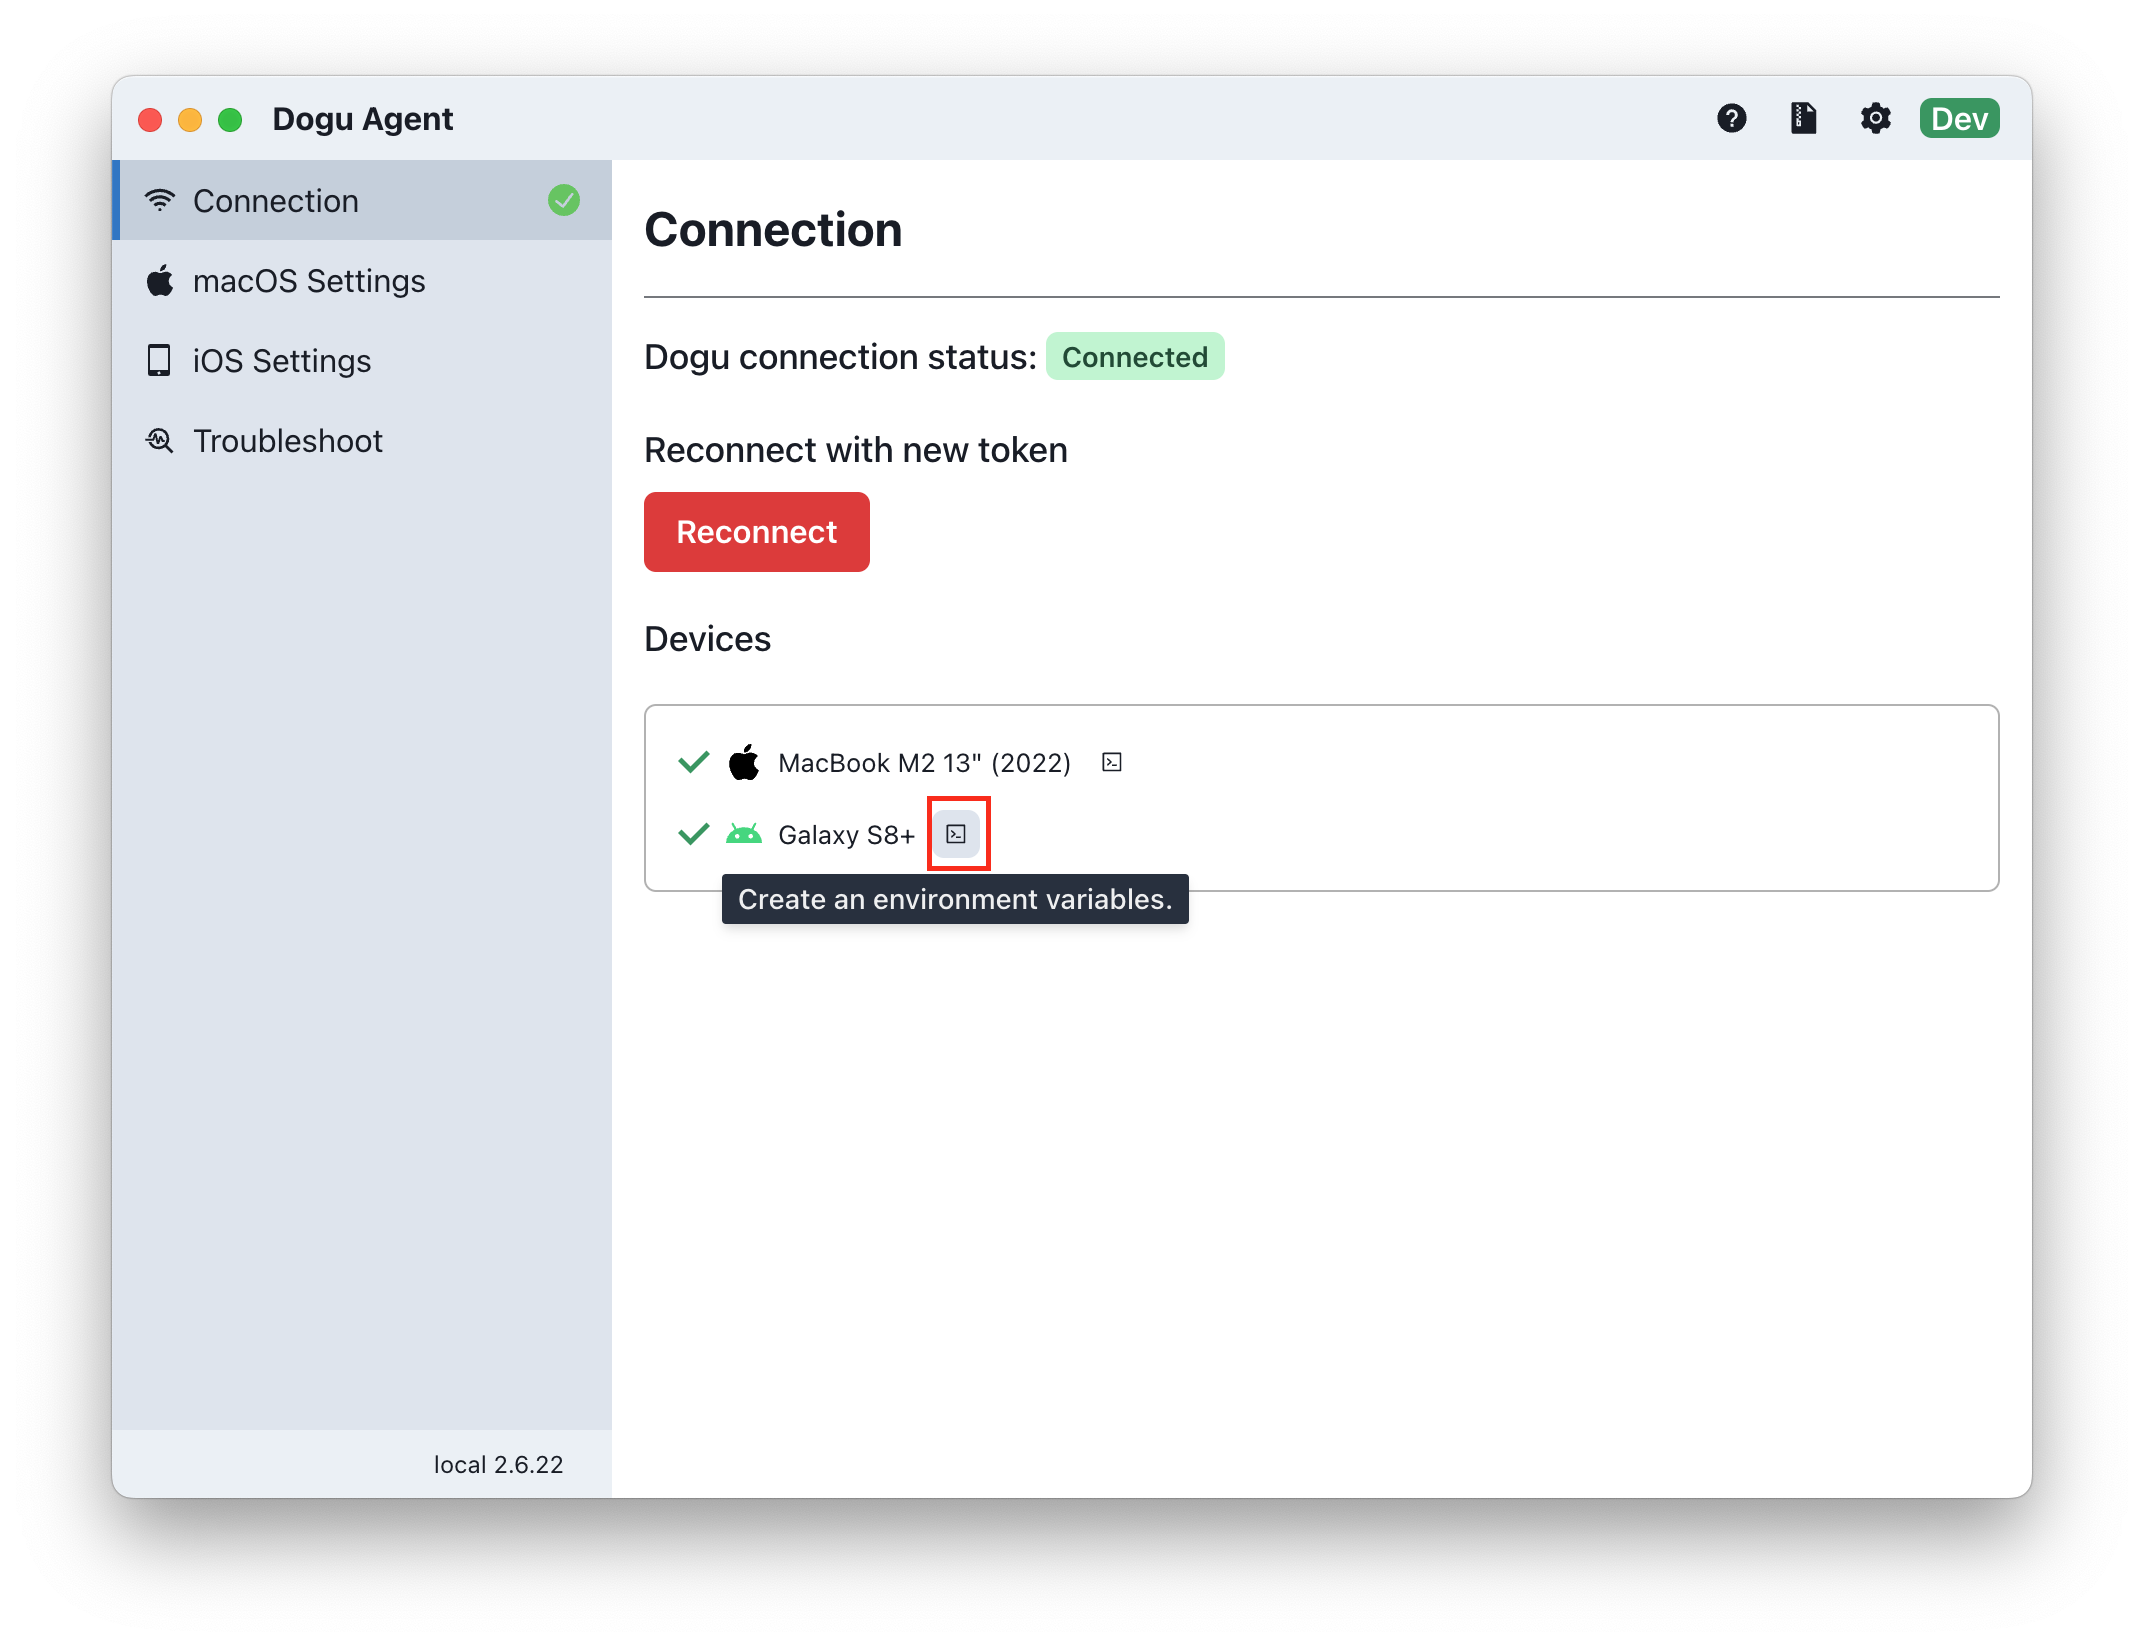 Dogu Agent
Dev
Connection
macOS Settings
iOS Settings
Troubleshoot
local 2.6.22
Connection
Dogu connection status: Connected
Reconnect with new token
Reconnect
Devices
MacBook M2 13" (2022)
Galaxy S8+
Create an environment variables.